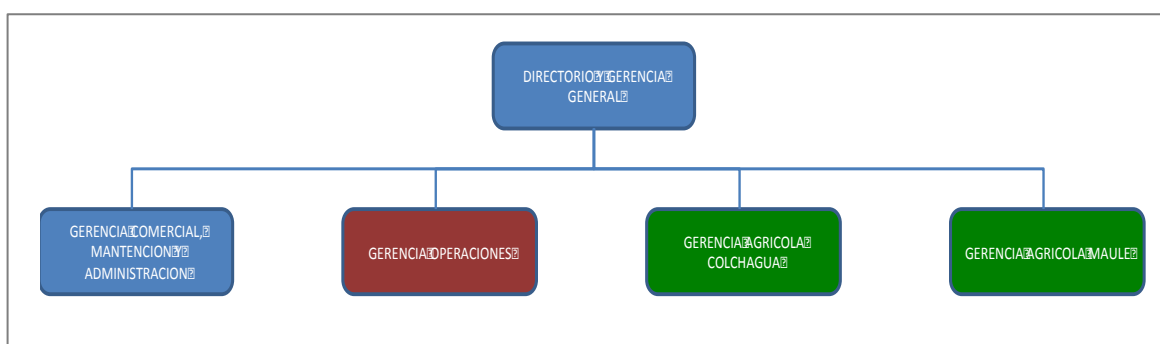 DIRECTORIO Y GERENCIA
GENERAL
GERENCIA COMERCIAL,
MANTENCION Y
ADMINISTRACION
GERENCIA OPERACIONES
GERENCIA AGRICOLA
COLCHAGUA
GERENCIA AGRICOLA MAULE